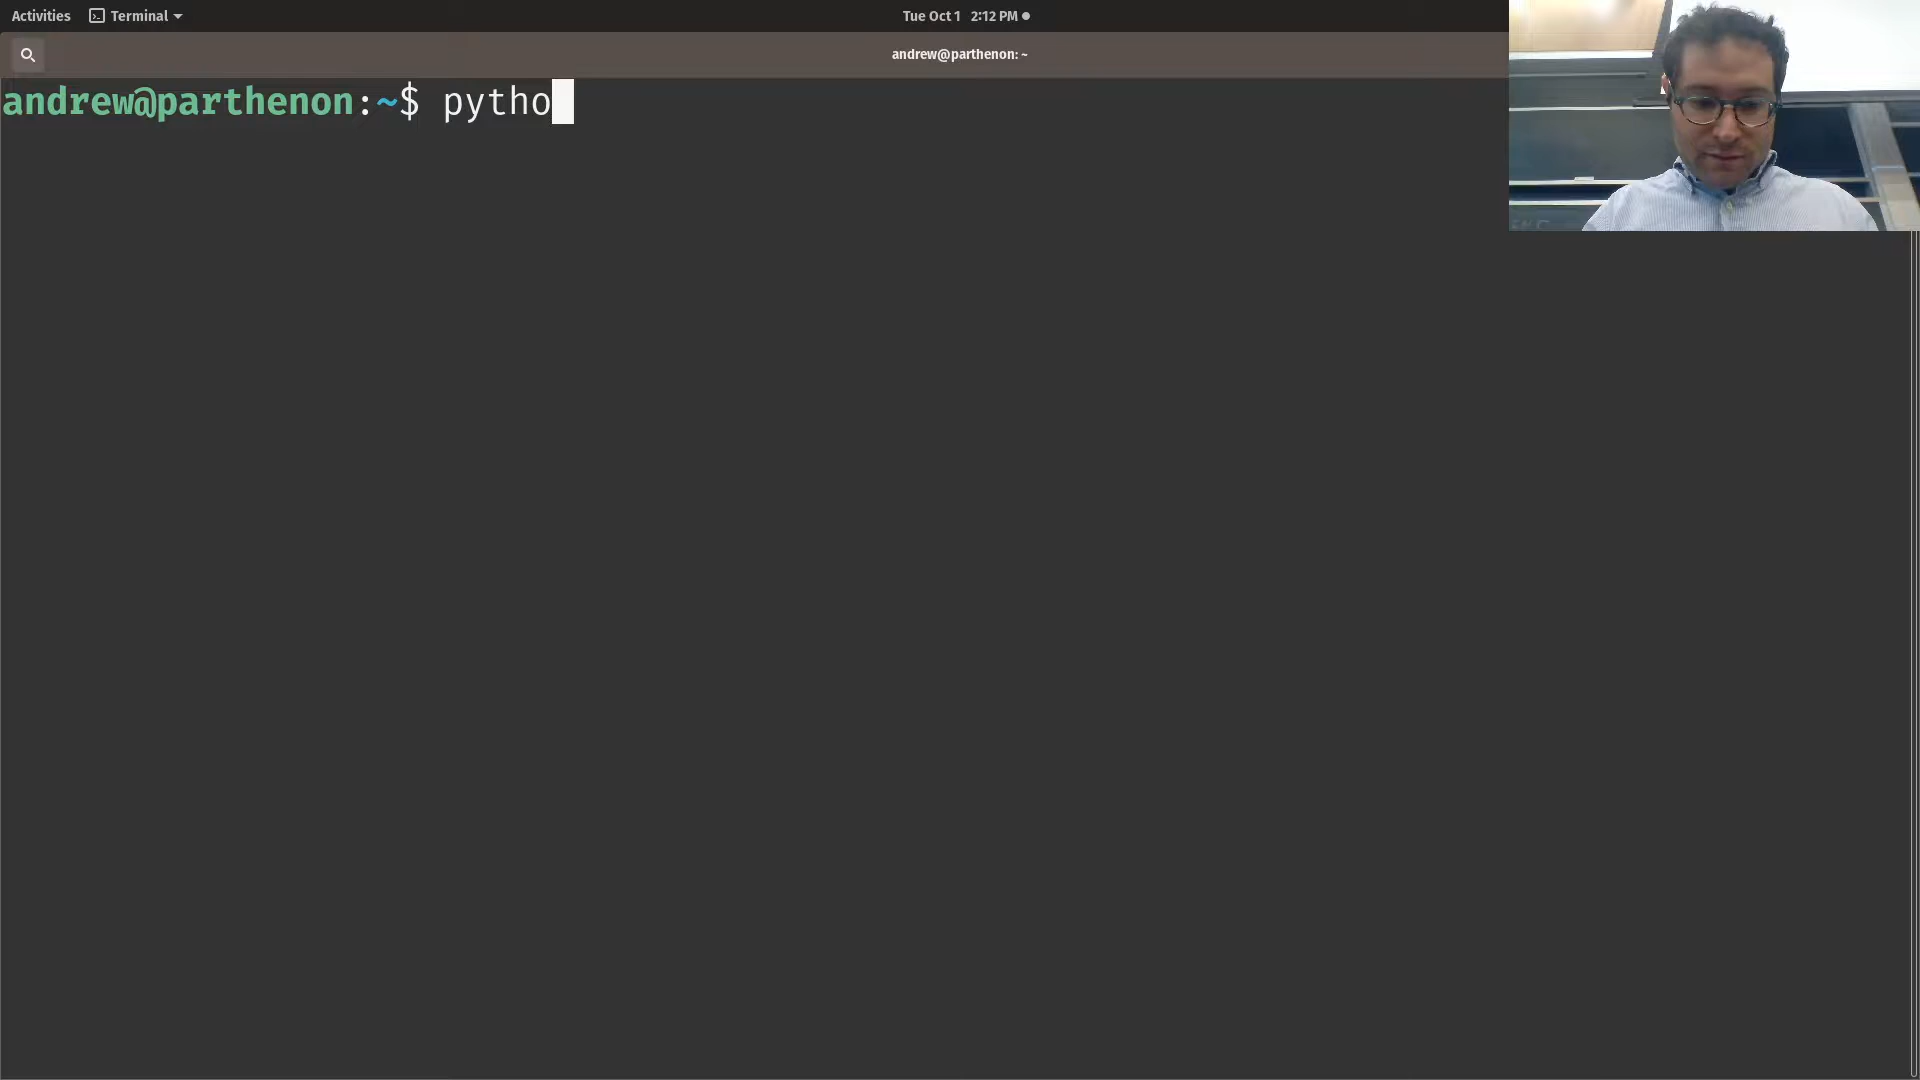 Activities Terminal Tue Oct 1 2:12 PM
andrew@parthenon: ~
andrew@parthenon:~$ pytho